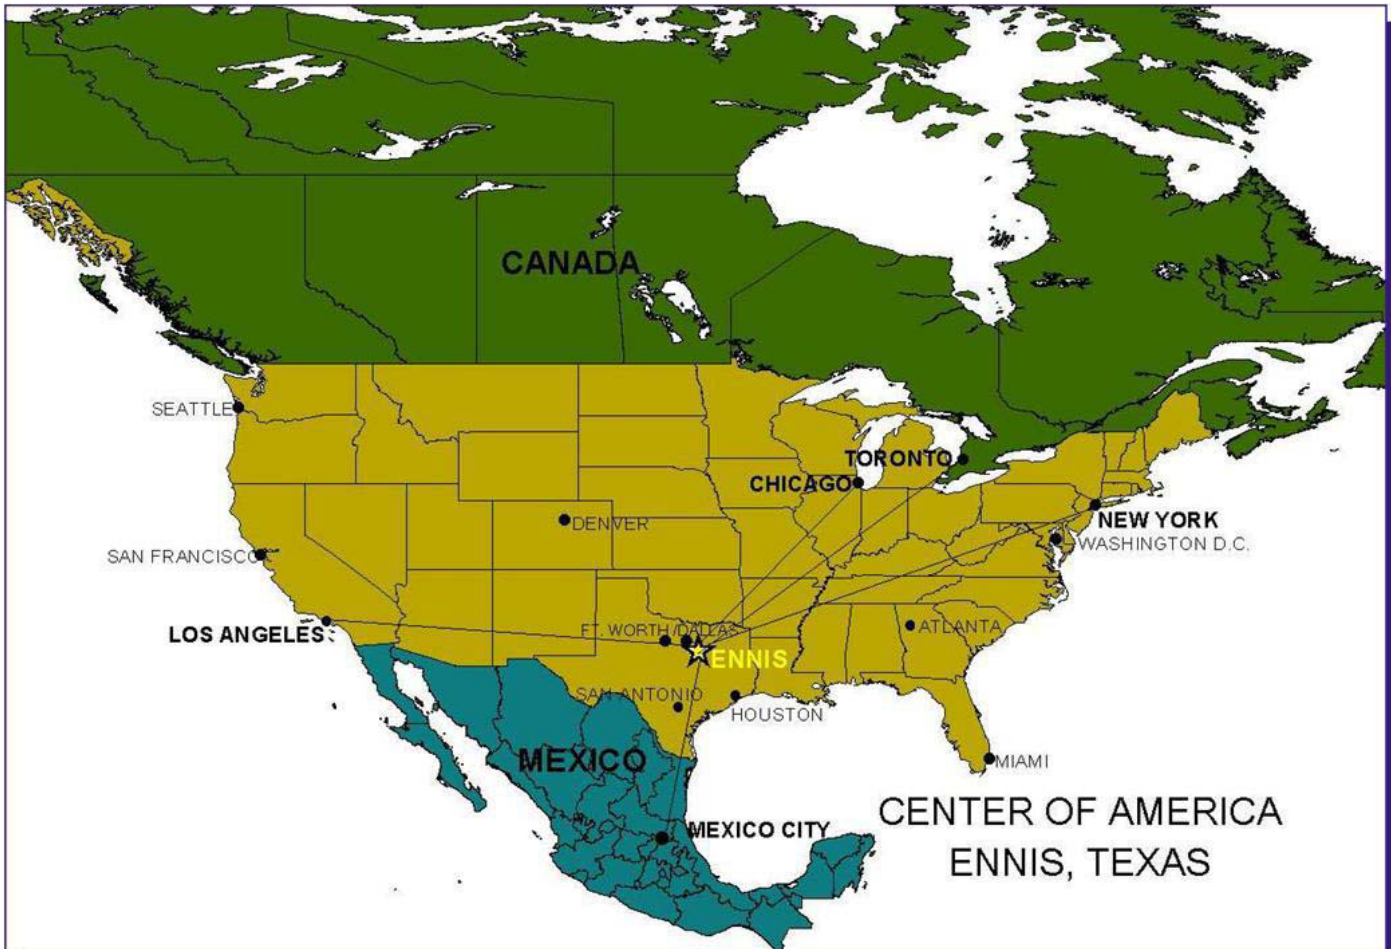 CANADA
SEATTLE
TORONTO
CHICAGO
NEW YORK
DENVER
WASHINGTON D.C.
SAN FRANCISCO
LOS ANGELES
FT. WORTH/DALLAS
ATLANTA
ENNIS
SAN ANTONIO
HOUSTON
MEXICO
MIAMI
CENTER OF AMERICA
MEXICO CITY
ENNIS, TEXAS